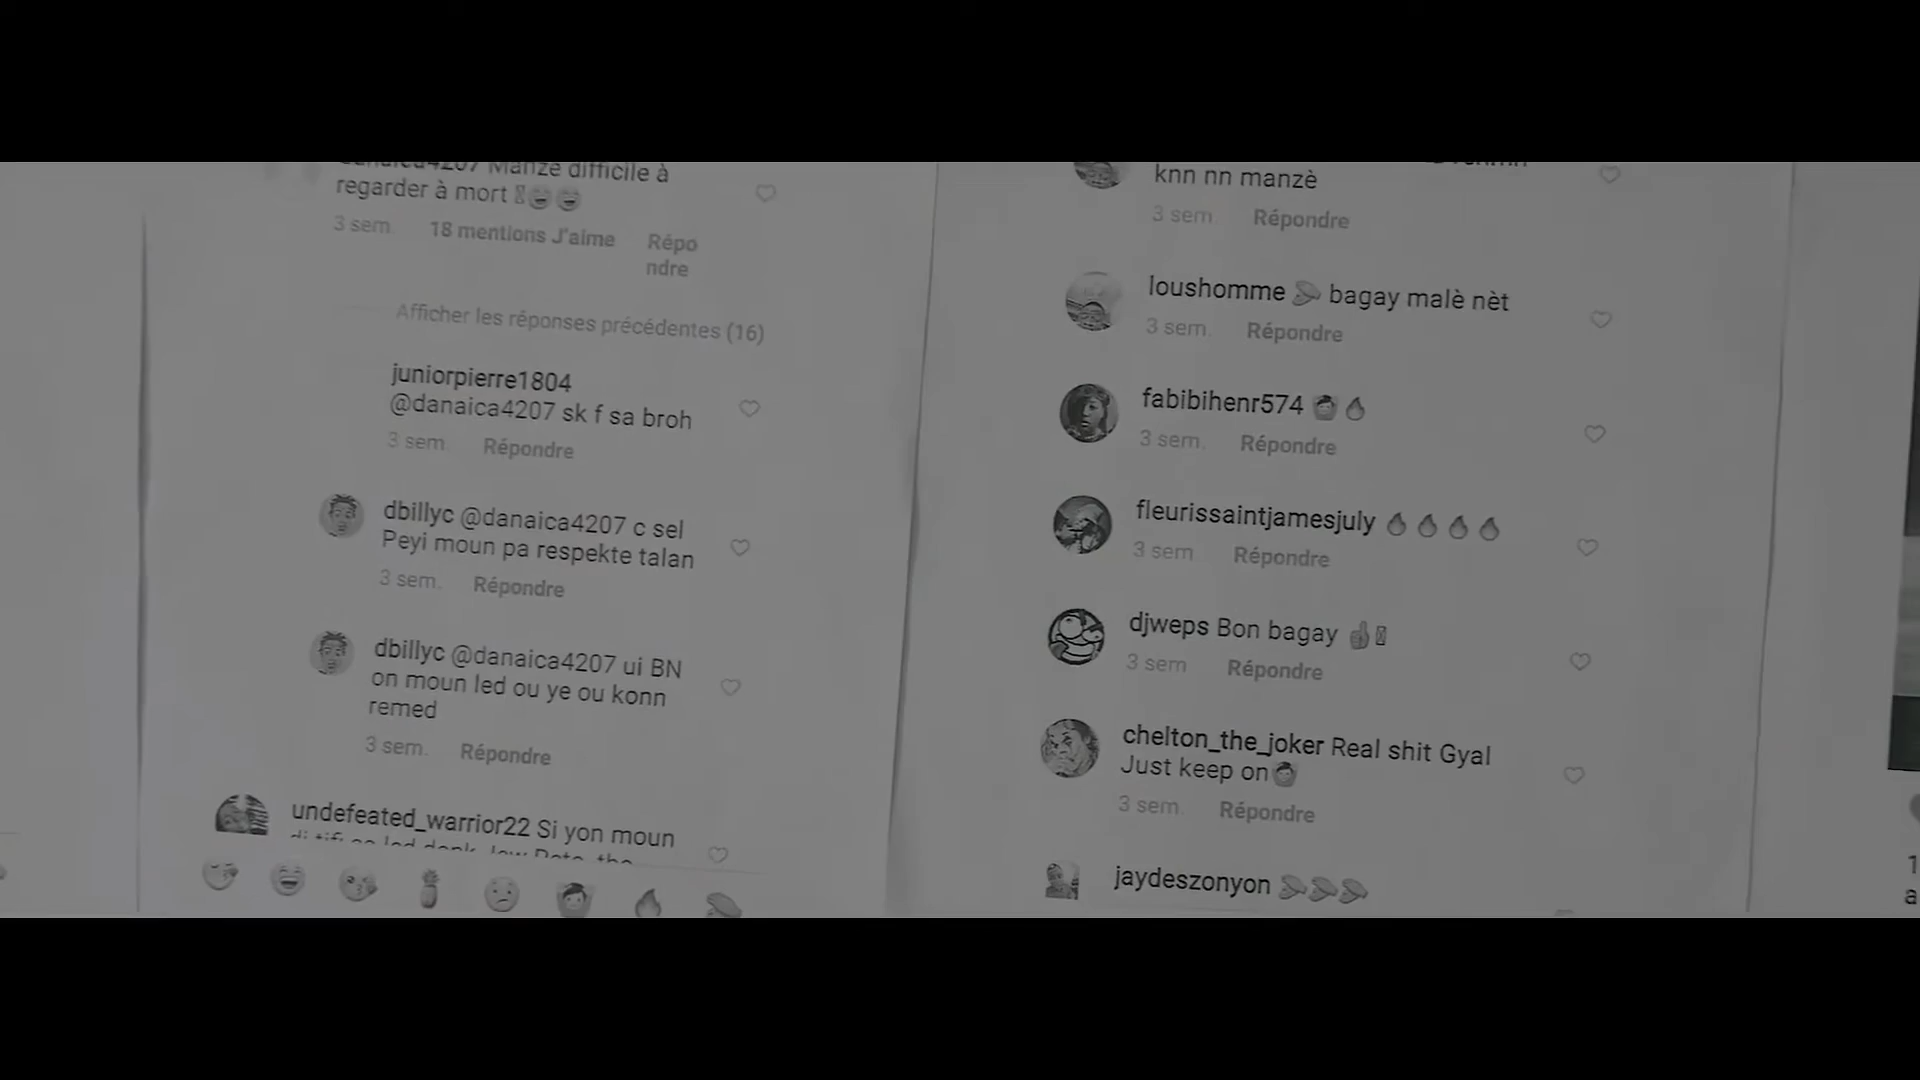 danaica4207 Manzè difficile à
regarder à mort
3 sem. 18 mentions J'aime Répo
ndre
Afficher les réponses précédentes (16)
juniorpierre1804
@danaica4207 sk f sa broh
3 sem. Répondre
dbillyc @danaica4207 c sel
Peyi moun pa respekte talan
3 sem. Répondre
dbillyc @danaica4207 ui BN
on moun led ou ye ou konn
remed
3 sem. Répondre
undefeated_warrior22 Si yon moun
knn nn manzè
3 sem. Répondre
loushomme bagay malè nèt
3 sem. Répondre
fabibihenr574
3 sem. Répondre
fleurissaintjamesjuly
3 sem. Répondre
djweps Bon bagay
3 sem. Répondre
chelton_the_joker Real shit Gyal
Just keep on
3 sem. Répondre
jaydeszonyon